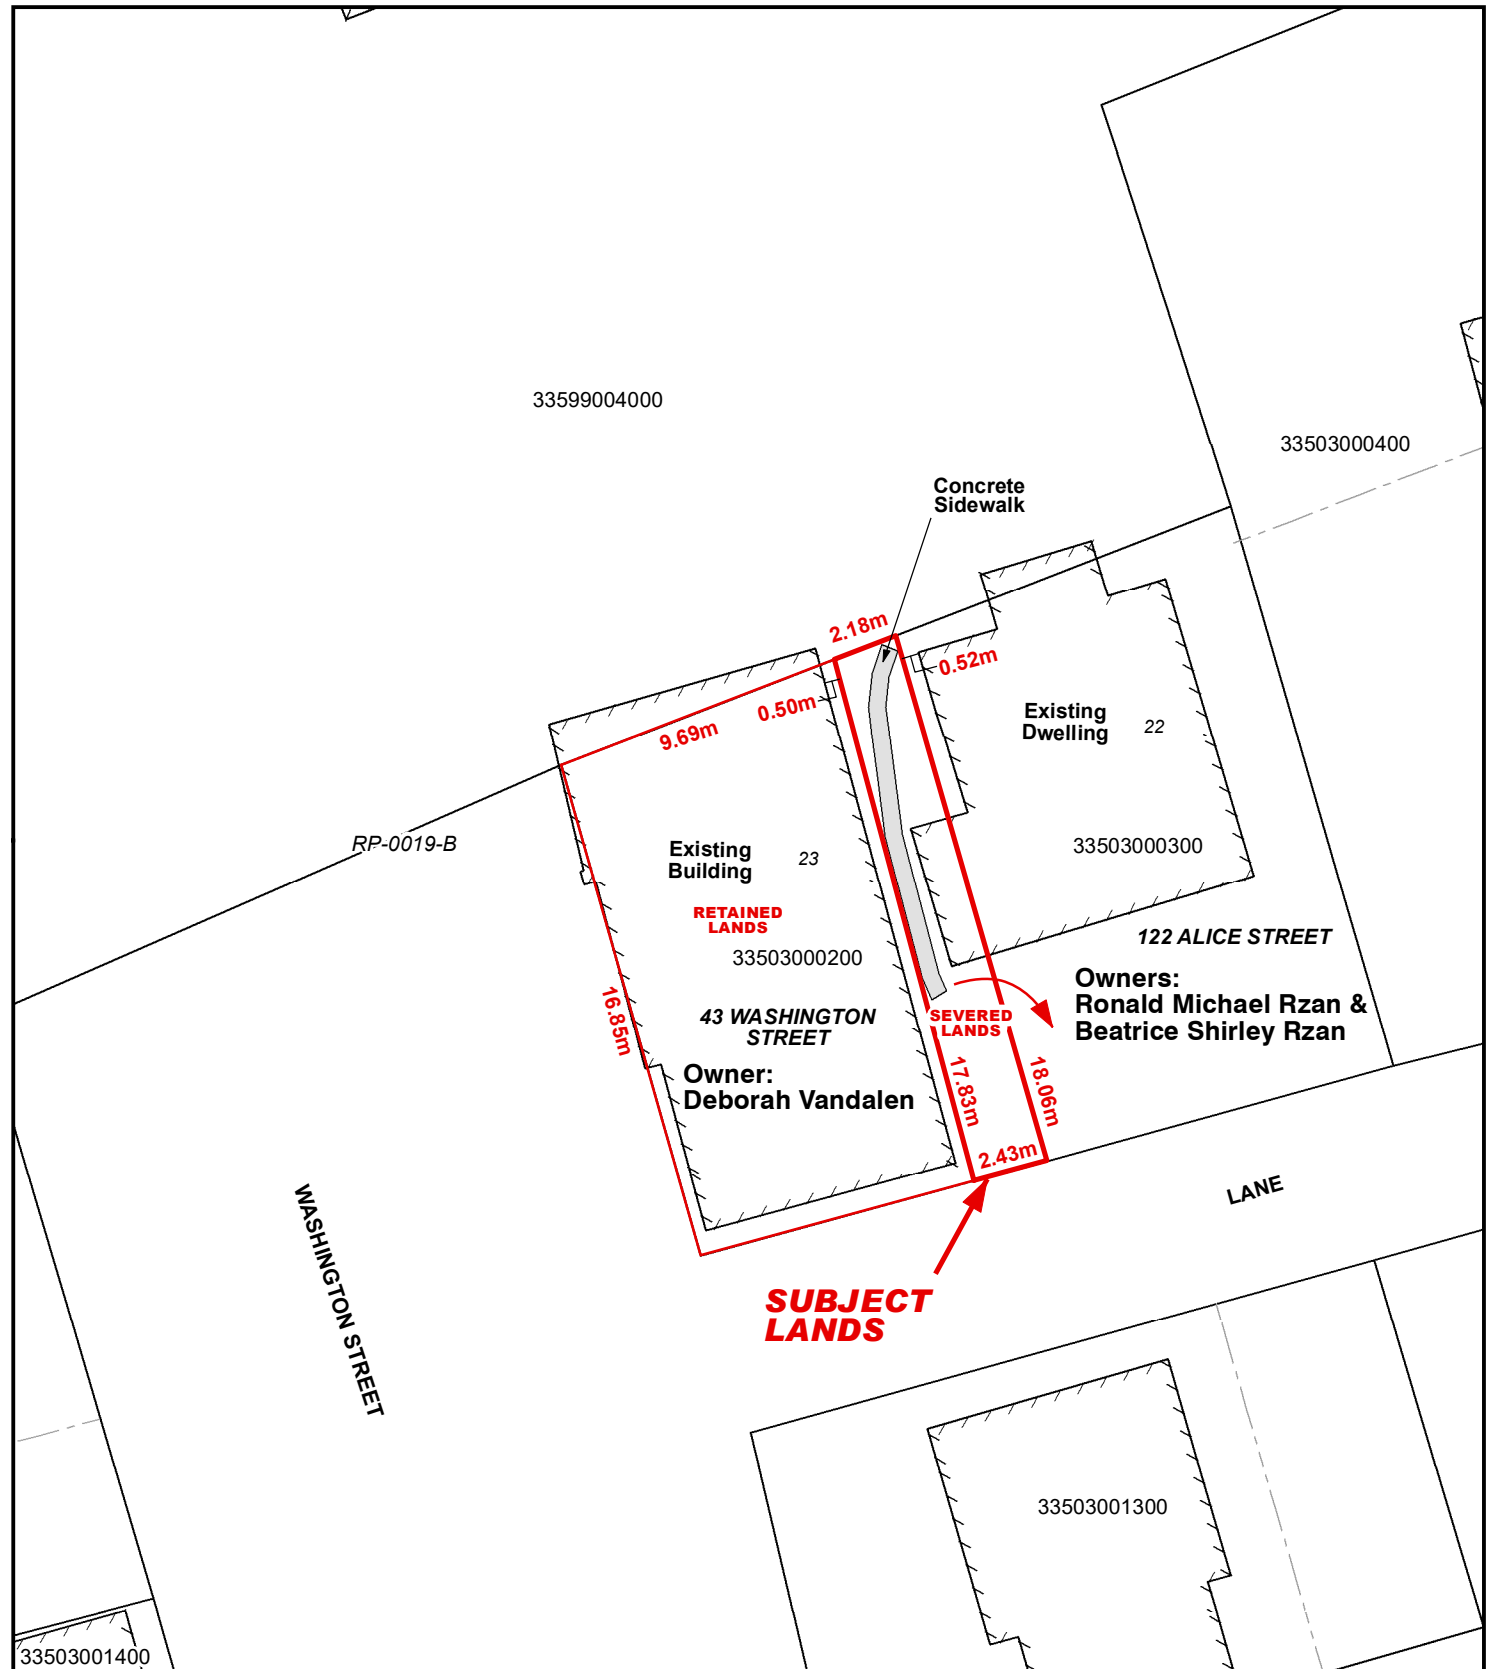 33599004000
33503000400
Concrete
Sidewalk
2.18m
0.52m
0.50m
9.69m
Existing
Dwelling
22
RP-0019-B
Existing
Building
23
33503000300
RETAINED
LANDS
33503000200
122 ALICE STREET
Owners:
Ronald Michael Rzan &
Beatrice Shirley Rzan
16.85m
43 WASHINGTON
STREET
SEVERED
LANDS
Owner:
Deborah Vandalen
17.83m
18.06m
2.43m
LANE
WASHINGTON STREET
SUBJECT
LANDS
33503001300
33503001400